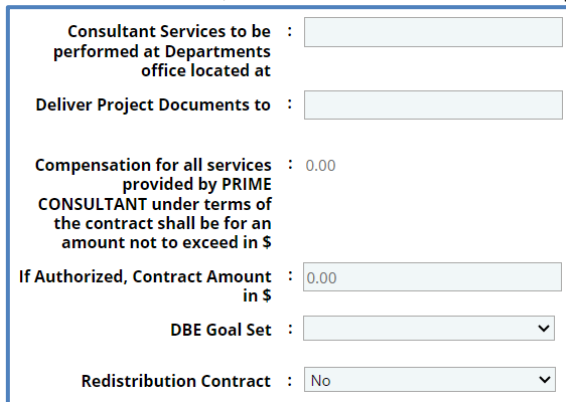 Consultant Services to be :
performed at Departments
office located at
Deliver Project Documents to :
Compensation for all services : 0.00
provided by PRIME
CONSULTANT under terms of
the contract shall be for an
amount not to exceed in $
If Authorized, Contract Amount : 0.00
in $
DBE Goal Set :
Redistribution Contract : No